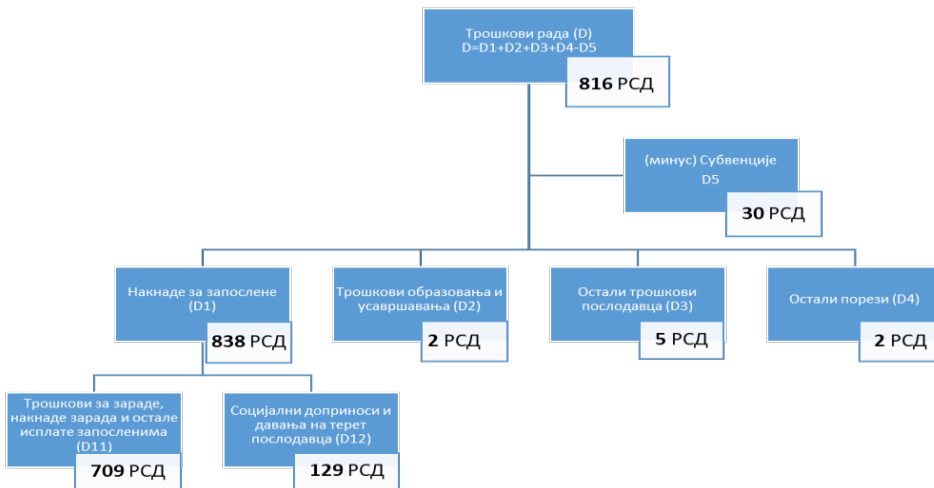 Трошкови рада (D)
D=D1+D2+D3+D4-D5
816 РСД
(минус) Субвенције
D5
30 РСД
Накнаде за запослене
(D1)
838 РСД
Трошкови образовања и
усавршавања (D2)
2 РСД
Остали трошкови
послодавца (D3)
5 РСД
Остали порези (D4)
2 РСД
Трошкови за зараде,
накнаде зарада и остале
исплате запосленима
(D11)
709 РСД
Социјални доприноси и
давања на терет
послодавца (D12)
129 РСД